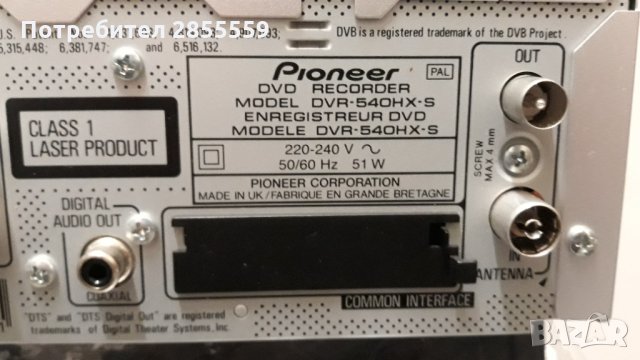 Потребител 2855559
U.S.
5,315,448; 6,381,747; and 6,516,132.
DVB is a registered trademark of the DVB Project.
Pioneer
PAL
DVD RECORDER
MODEL DVR-540HX-S
ENREGISTREUR DVD
MODELE DVR-540HX-S
220-240 V
50/60 Hz 51 W
PIONEER CORPORATION
MADE IN UK/FABRIQUE EN GRANDE BRETAGNE
CLASS 1
LASER PRODUCT
OUT
SCREW
MAX 4 mm
IN
ANTENNA
DIGITAL
AUDIO OUT
COAXIAL
COMMON INTERFACE
"DTS" and "DTS Digital Out" are registered
trademarks of Digital Theater Systems, Inc.
bazar